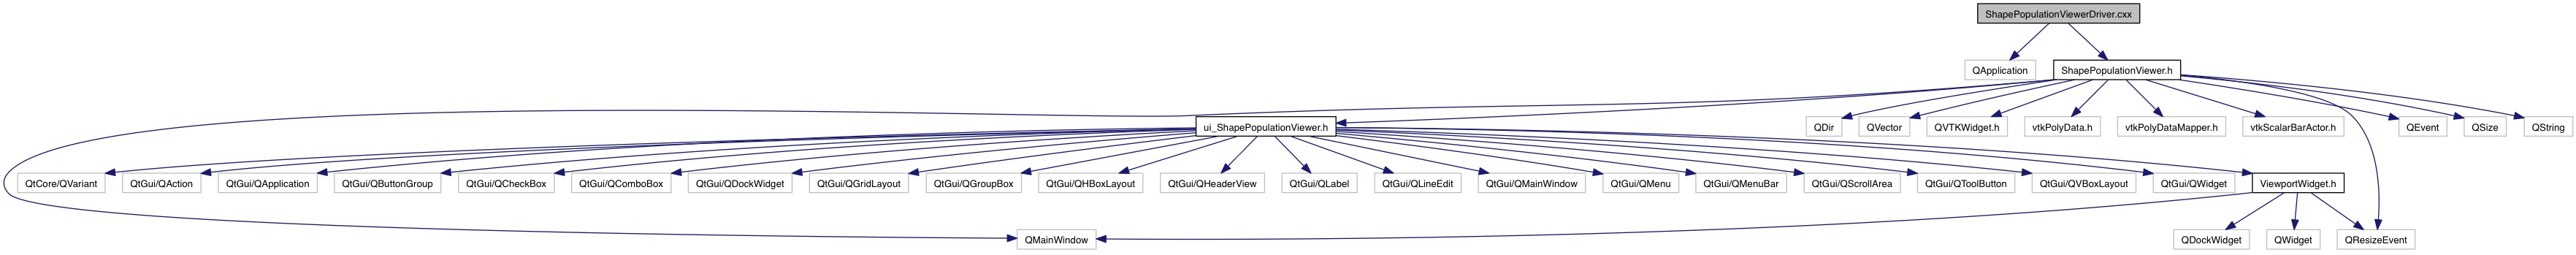 ShapePopulationViewerDriver.cxx
QApplication
ShapePopulationViewer.h
ui_ShapePopulationViewer.h
QDir
QVector
QVTKWidget.h
vtkPolyData.h
vtkPolyDataMapper.h
vtkScalarBarActor.h
QEvent
QSize
QString
QtCore/QVariant
QtGui/QAction
QtGui/QApplication
QtGui/QButtonGroup
QtGui/QCheckBox
QtGui/QComboBox
QtGui/QDockWidget
QtGui/QGridLayout
QtGui/QGroupBox
QtGui/QHBoxLayout
QtGui/QHeaderView
QtGui/QLabel
QtGui/QLineEdit
QtGui/QMainWindow
QtGui/QMenu
QtGui/QMenuBar
QtGui/QScrollArea
QtGui/QToolButton
QtGui/QVBoxLayout
QtGui/QWidget
ViewportWidget.h
QMainWindow
QDockWidget
QWidget
QResizeEvent